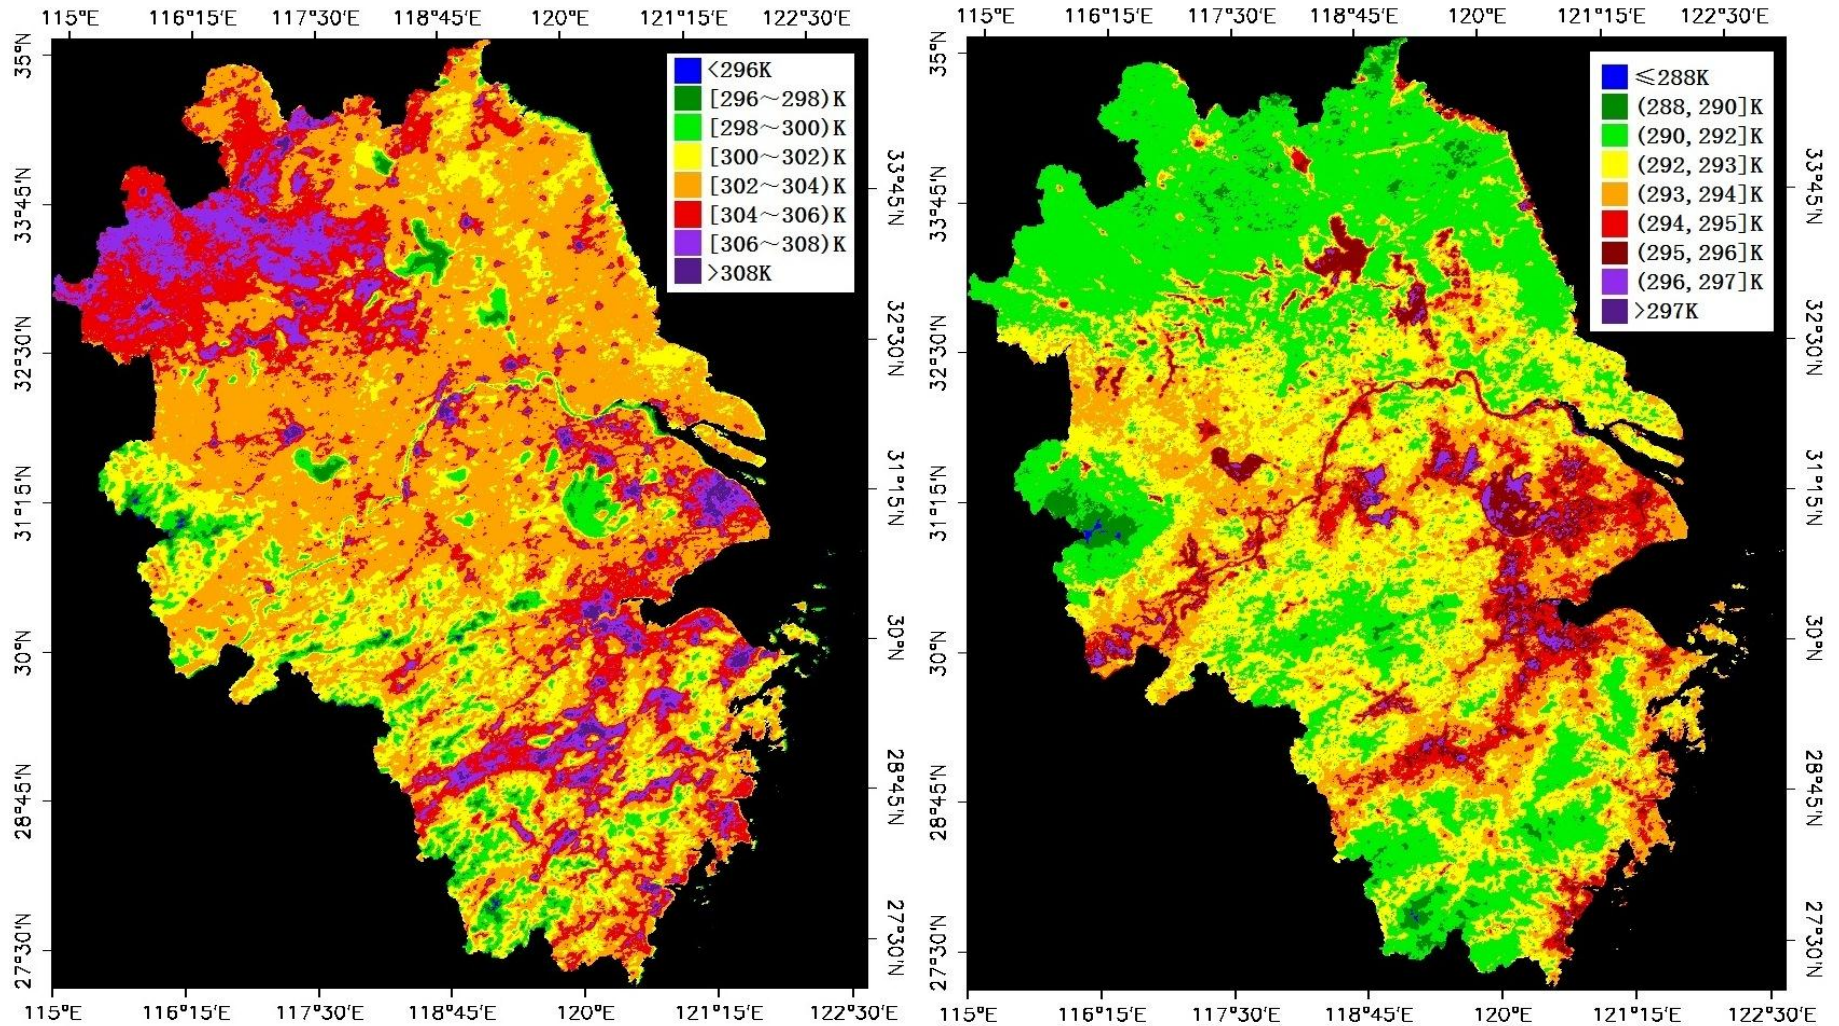 115°E 116°15'E 117°30'E 118°45'E 120°E 121°15'E 122°30'E
35°N
33°45'N
32°30'N
31°15'N
30°N
28°45'N
27°30'N
<296K
[296~298)K
[298~300)K
[300~302)K
[302~304)K
[304~306)K
[306~308)K
>308K
33°45'N
32°30'N
31°15'N
30°N
28°45'N
27°30'N
115°E 116°15'E 117°30'E 118°45'E 120°E 121°15'E 122°30'E
115°E 116°15'E 117°30'E 118°45'E 120°E 121°15'E 122°30'E
35°N
33°45'N
32°30'N
31°15'N
30°N
28°45'N
27°30'N
≤288K
(288,290]K
(290,292]K
(292,293]K
(293,294]K
(294,295]K
(295,296]K
(296,297]K
>297K
33°45'N
32°30'N
31°15'N
30°N
28°45'N
27°30'N
115°E 116°15'E 117°30'E 118°45'E 120°E 121°15'E 122°30'E